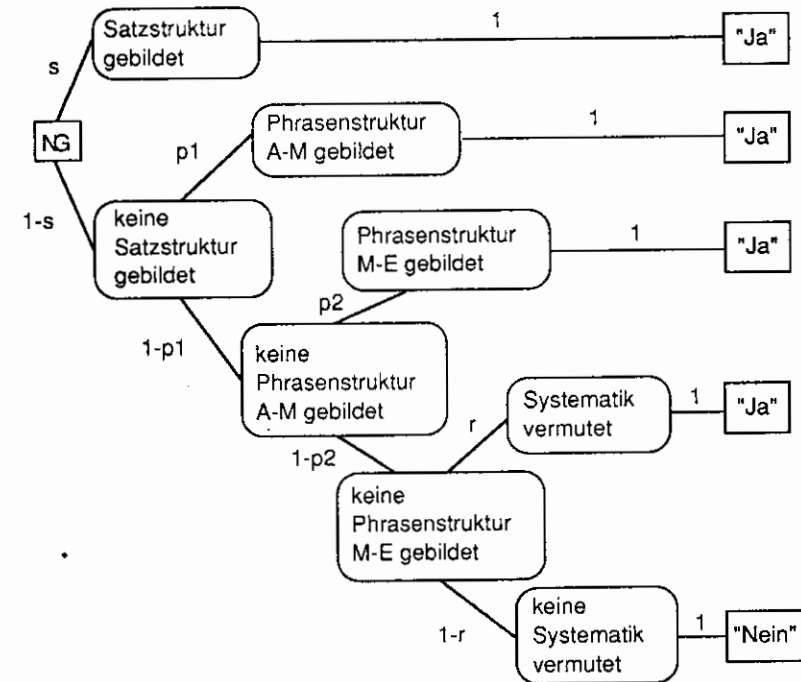 Satzstruktur
gebildet
1
"Ja"
s
NG
Phrasenstruktur
A-M gebildet
1
"Ja"
p1
1-s
keine
Satzstruktur
gebildet
Phrasenstruktur
M-E gebildet
1
"Ja"
p2
1-p1
keine
Phrasenstruktur
A-M gebildet
Systematik
vermutet
1
"Ja"
r
1-p2
keine
Phrasenstruktur
M-E gebildet
1-r
keine
Systematik
vermutet
1
"Nein"